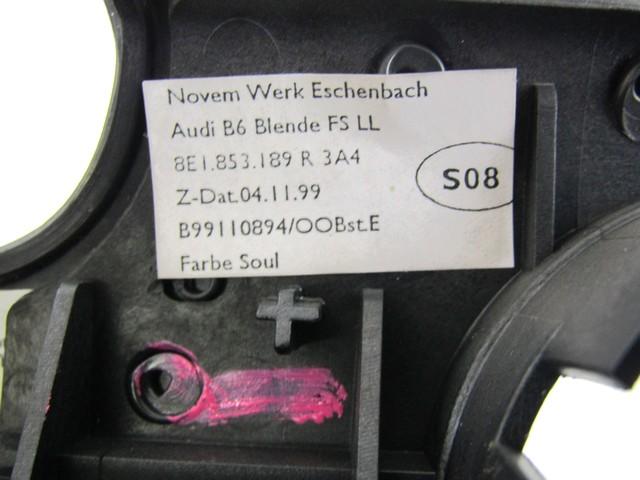 Novem Werk Eschenbach
Audi B6 Blende FS LL
8E1.853.189 R 3A4
S08
Z-Dat.04.11.99
B99110894/OOBst.E
Farbe Soul